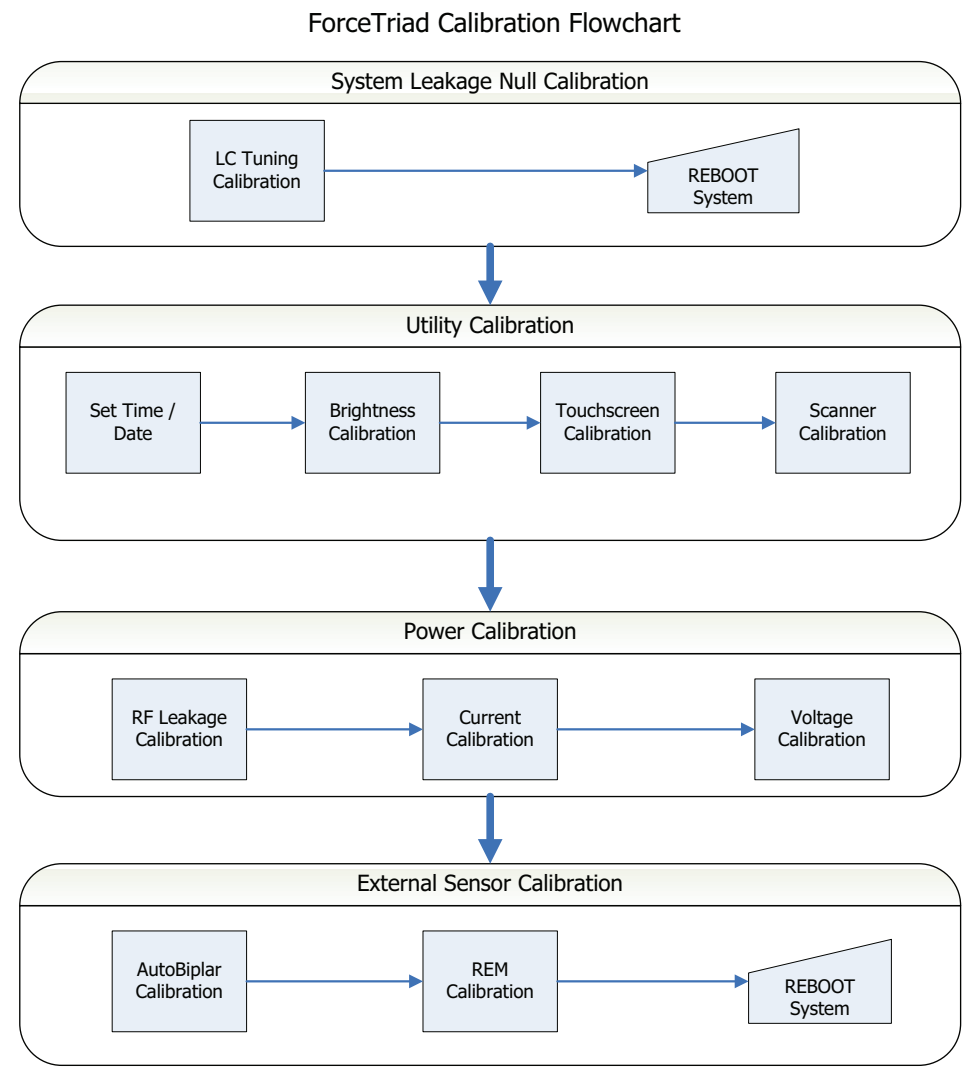 ForceTriad Calibration Flowchart
System Leakage Null Calibration
LC Tuning
Calibration
REBOOT
System
Utility Calibration
Set Time /
Date
Brightness
Calibration
Touchscreen
Calibration
Scanner
Calibration
Power Calibration
RF Leakage
Calibration
Current
Calibration
Voltage
Calibration
External Sensor Calibration
AutoBiplar
Calibration
REM
Calibration
REBOOT
System